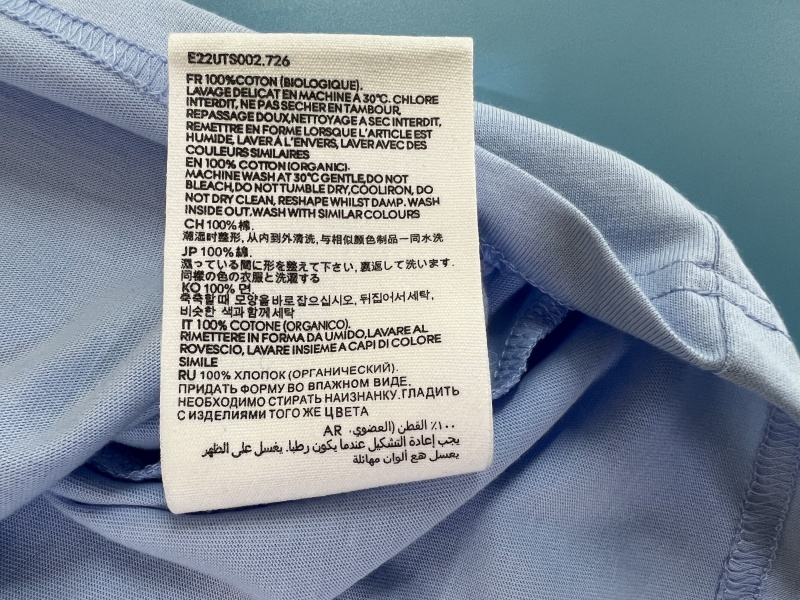 E22UTS002.726
FR 100%COTON (BIOLOGIQUE).
LAVAGE DELICAT EN MACHINE A 30°C. CHLORE
INTERDIT, NE PAS SECHER EN TAMBOUR,
REPASSAGE DOUX,NETTOYAGE A SEC INTERDIT,
REMETTRE EN FORME LORSQUE L'ARTICLE EST
HUMIDE, LAVER À L'ENVERS, LAVER AVEC DES
COULEURS SIMILAIRES
EN 100% COTTON (ORGANIC).
MACHINE WASH AT 30°C GENTLE,DO NOT
BLEACH,DO NOT TUMBLE DRY,COOLIRON, DO
NOT DRY CLEAN, RESHAPE WHILST DAMP. WASH
INSIDE OUT.WASH WITH SIMILAR COLOURS
CH 100% 棉.
潮湿时整形, 从内到外清洗, 与相似颜色制品一同水洗
JP 100% 綿.
濕っている間に形を整えて下さい, 裏返して洗います.
同様の色の衣服と洗濯する
KO 100% 면.
축축할 때 모양을 바로 잡으십시오, 뒤집어서 세탁,
비슷한 색과 함께 세탁
IT 100% COTONE (ORGANICO).
RIMETTERE IN FORMA DA UMIDO,LAVARE AL
ROVESCIO, LAVARE INSIEME A CAPI DI COLORE
SIMILE
RU 100% ХЛОПОК (ОРГАНИЧЕСКИЙ).
ПРИДАТЬ ФОРМУ ВО ВПАЖНОМ ВИДЕ.
НЕОБХОДИМО СТИРАТЬ НАИЗНАНКУ.ГЛАДИТЬ
С ИЗДЕЛИЯМИ ТОГО ЖЕ ЦВЕТА
AR .١٠٠٪ القطن (العضوي)
يجب إعادة التشكيل عندما يكون رطبا. يغسل على الظهر
يعسل هع ألوان مهاتلة